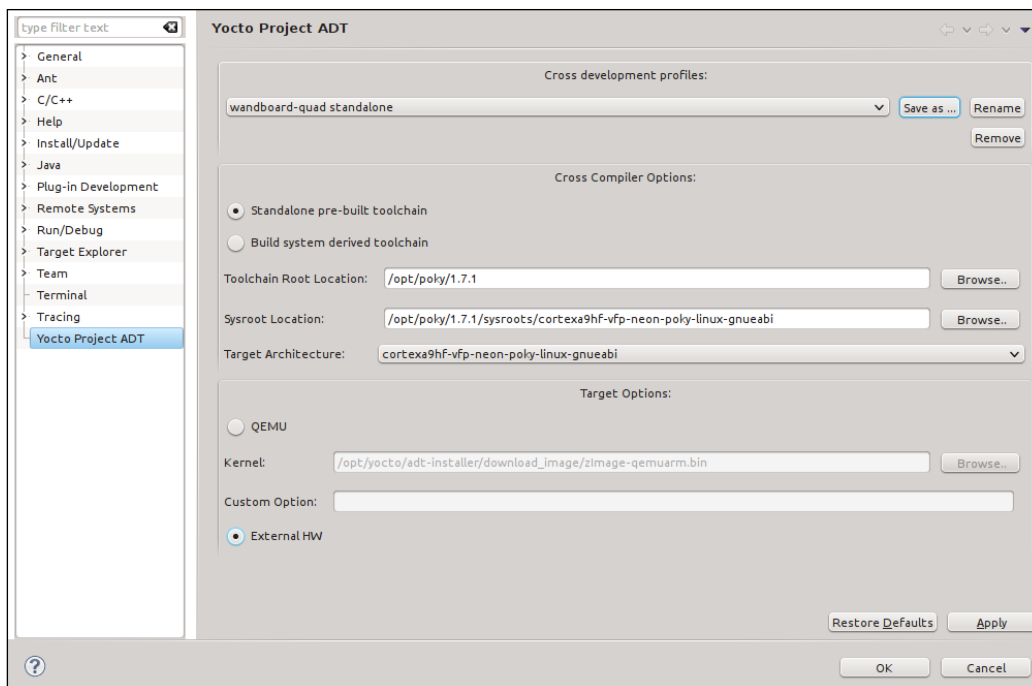 type filter text
General
Ant
C/C++
Help
Install/Update
Java
Plug-in Development
Remote Systems
Run/Debug
Target Explorer
Team
Terminal
Tracing
Yocto Project ADT
Yocto Project ADT
Cross development profiles:
wandboard-quad standalone
Save as ...
Rename
Remove
Cross Compiler Options:
Standalone pre-built toolchain
Build system derived toolchain
Toolchain Root Location: /opt/poky/1.7.1 Browse..
Sysroot Location: /opt/poky/1.7.1/sysroots/cortexa9hf-vfp-neon-poky-linux-gnueabi Browse..
Target Architecture: cortexa9hf-vfp-neon-poky-linux-gnueabi
Target Options:
QEMU
Kernel: /opt/yocto/adt-installer/download_image/zImage-qemuarm.bin Browse..
Custom Option:
External HW
Restore Defaults Apply
? OK Cancel